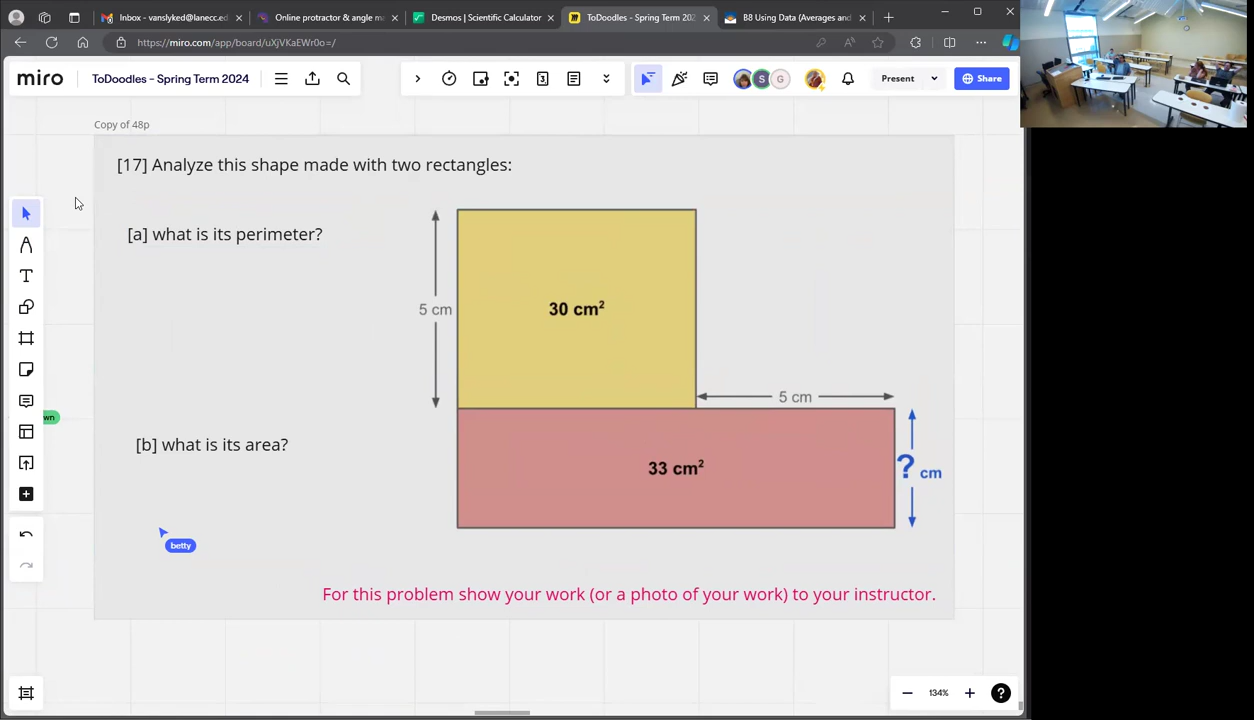 Inbox - vanslyked@lanecc.ed
Online protractor & angle m
Desmos | Scientific Calculator
ToDoodles - Spring Term 202
B8 Using Data (Averages and
https://miro.com/app/board/uXjVKaEWr0o=/
miro
ToDoodles - Spring Term 2024
3
S
G
Present
Share
Copy of 48p
[17] Analyze this shape made with two rectangles:
[a] what is its perimeter?
5 cm
30 cm²
5 cm
wn
[b] what is its area?
33 cm²
? cm
betty
For this problem show your work (or a photo of your work) to your instructor.
134%
?